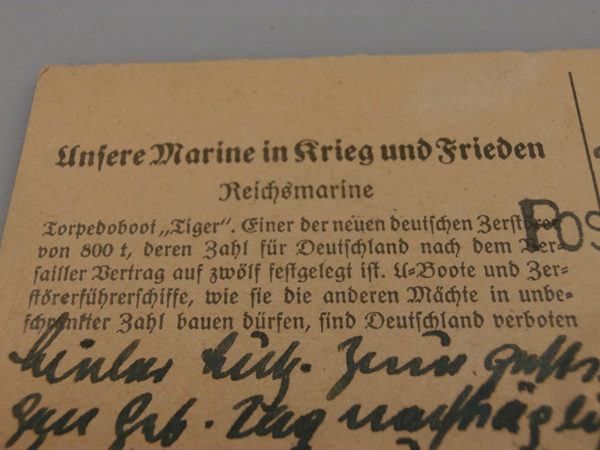 Unsere Marine in Krieg und Frieden
Reichsmarine
Torpedoboot „Tiger“. Einer der neuen deutschen Zerstörer
von 800 t, deren Zahl für Deutschland nach dem Ver-
sailler Vertrag auf zwölf festgelegt ist. U-Boote und Zer-
störerführerschiffe, wie sie die anderen Mächte in unbe-
schränkter Zahl bauen dürfen, sind Deutschland verboten
Pos
Zum
Tag